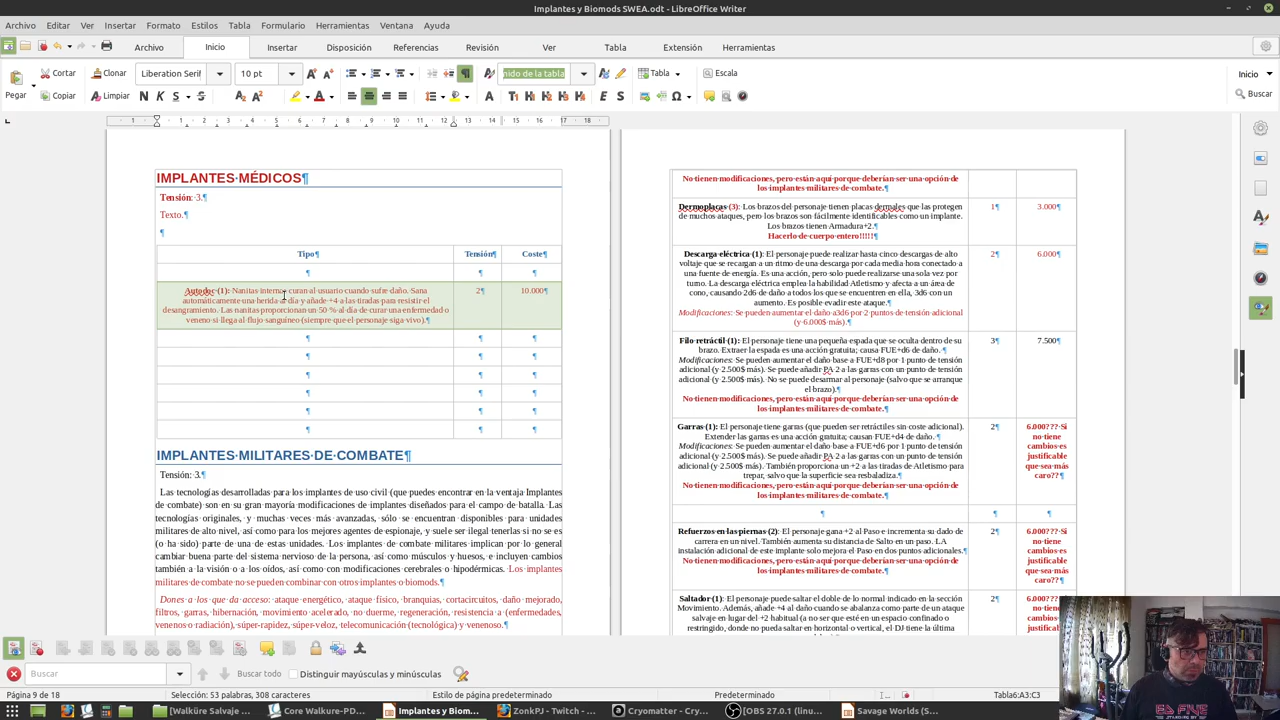 Implantes y Biomods SWEA.odt - LibreOffice Writer
Archivo Editar Ver Insertar Formato Estilos Tabla Formulario Herramientas Ventana Ayuda
Archivo Inicio Insertar Disposición Referencias Revisión Ver Tabla Extensión Herramientas
Pegar Cortar Clonar Liberation Serif 10 pt nido de la tabla Tabla Escala Inicio
Copiar Limpiar Buscar
IMPLANTES·MÉDICOS¶
Tensión:·3.¶
Texto.¶
¶
Tipo¶ Tensión¶ Coste¶
¶ ¶ ¶
Autodoc·(1):·Nanitas·internas·curan·al·usuario·cuando·sufre·daño.·Sana 2¶ 10.000¶
automáticamente·una·herida·al·día·y·añade·+4·a·las·tiradas·para·resistir·el
desangramiento.·Las·nanitas·proporcionan·un·50·%·al·día·de·curar·una·enfermedad·o
veneno·si·llega·al·flujo·sanguíneo·(siempre·que·el·personaje·siga·vivo).¶
¶ ¶ ¶
¶ ¶ ¶
¶ ¶ ¶
¶ ¶ ¶
¶ ¶ ¶
¶ ¶ ¶
IMPLANTES·MILITARES·DE·COMBATE¶
Tensión:·3.¶
Las·tecnologías·desarrolladas·para·los·implantes·de·uso·civil·(que·puedes·encontrar·en·la·ventaja·Implantes
de·combate)·son·en·su·gran·mayoría·modificaciones·de·implantes·diseñados·para·el·campo·de·batalla.·Las
tecnologías·originales,·y·muchas·veces·más·avanzadas,·sólo·se·encuentran·disponibles·para·unidades
militares·de·alto·nivel,·así·como·para·los·mejores·agentes·de·espionaje,·y·suele·ser·ilegal·tenerlas·si·no·se·es
(o·ha·sido)·parte·de·una·de·estas·unidades.·Los·implantes·de·combate·militares·implican·por·lo·general
cambiar·buena·parte·del·sistema·nervioso·de·la·persona,·así·como·músculos·y·huesos,·e·incluyen·cambios
también·a·la·visión·o·a·los·oídos,·así·como·con·modificaciones·cerebrales·o·hipodérmicas.·Los·implantes
militares·de·combate·no·se·pueden·combinar·con·otros·implantes·o·biomods.¶
Dones·a·los·que·da·acceso:·ataque·energético,·ataque·físico,·branquias,·cortacircuitos,·daño·mejorado,
filtros,·garras,·hibernación,·movimiento·acelerado,·no·duerme,·regeneración,·resistencia·a·(enfermedades,
venenos·o·radiación),·súper-rapidez,·súper-veloz,·telecomunicación·(tecnológica)·y·venenoso.¶
No·tienen·modificaciones,·pero·están·aquí·porque·deberían·ser·una·opción·de
los·implantes·militares·de·combate.¶
Dermoplacas·(3):·Los·brazos·del·personaje·tienen·placas·dermales·que·las·protegen 1¶ 3.000¶
de·muchos·ataques,·pero·los·brazos·son·fácilmente·identificables·como·un·implante.
Los·brazos·tienen·Armadura+2.¶
Hacerlo·de·cuerpo·entero!!!!!¶
Descarga·eléctrica·(1):·El·personaje·puede·realizar·hasta·cinco·descargas·de·alto 2¶ 6.000¶
voltaje·que·se·recargan·a·un·ritmo·de·una·descarga·por·cada·media·hora·conectado·a
una·fuente·de·energía.·Es·una·acción,·pero·solo·puede·realizarse·una·sola·vez·por
turno.·La·descarga·eléctrica·emplea·la·habilidad·Atletismo·y·afecta·a·un·área·de
cono,·causando·2d6·de·daño·a·todos·los·que·se·encuentren·en·ella,·3d6·con·un
aumento.·Es·posible·evadir·este·ataque.¶
Modificaciones:·Se·pueden·aumentar·el·daño·a3d6·por·2·puntos·de·tensión·adicional
(y·6.000$·más).¶
Filo·retráctil·(1):·El·personaje·tiene·una·pequeña·espada·que·se·oculta·dentro·de·su 3¶ 7.500¶
brazo.·Extraer·la·espada·es·una·acción·gratuita;·causa·FUE+d6·de·daño.¶
Modificaciones:·Se·pueden·aumentar·el·daño·base·a·FUE+d8·por·1·punto·de·tensión
adicional·(y·2.500$·más).·Se·puede·añadir·PA·2·a·las·garras·con·un·punto·de·tensión
adicional·(y·2.500$·más).·No·se·puede·desarmar·al·personaje·(salvo·que·se·arranque
el·brazo).¶
No·tienen·modificaciones,·pero·están·aquí·porque·deberían·ser·una·opción·de
los·implantes·militares·de·combate.¶
Garras·(1):·El·personaje·tiene·garras·(que·pueden·ser·retráctiles·sin·coste·adicional). 2¶ 6.000???·Si
Extender·las·garras·es·una·acción·gratuita;·causan·FUE+d4·de·daño.·¶ no·tiene
Modificaciones:·Se·pueden·aumentar·el·daño·base·a·FUE+d6·por·1·punto·de·tensión cambios·es
adicional·(y·2.500$·más).·Se·puede·añadir·PA·2·a·las·garras·con·un·punto·de·tensión justificable
adicional·(y·2.500$·más).·También·proporciona·un·+2·a·las·tiradas·de·Atletismo·para que·sea·más
trepar,·salvo·que·la·superficie·sea·resbaladiza.¶ caro??¶
No·tienen·modificaciones,·pero·están·aquí·porque·deberían·ser·una·opción·de
los·implantes·militares·de·combate.¶
¶ ¶ ¶
Refuerzos·en·las·piernas·(2):·El·personaje·gana·+2·al·Paso·e·incrementa·su·dado·de 2¶ 6.000???·Si
carrera·en·un·nivel.·También·aumenta·su·distancia·de·Salto·en·un·paso.·LA no·tiene
instalación·adicional·de·este·implante·solo·mejora·el·Paso·en·dos·puntos·adicionales.¶ cambios·es
No·tienen·modificaciones,·pero·están·aquí·porque·deberían·ser·una·opción·de justificable
los·implantes·militares·de·combate.¶ que·sea·más
caro??¶
Saltador·(1):·El·personaje·puede·saltar·el·doble·de·lo·normal·indicado·en·la·sección 2¶ 6.000???·Si
Movimiento.·Además,·añade·+4·al·daño·cuando·se·abalanza·como·parte·de·un·ataque no·tiene
salvaje·en·lugar·del·+2·habitual·(a·no·ser·que·esté·en·un·espacio·confinado·o cambios·es
restringido,·donde·no·pueda·saltar·en·horizontal·o·vertical,·el·DJ·tiene·la·última justificable
Buscar Buscar todo Distinguir mayúsculas y minúsculas
Página 9 de 18 Selección: 53 palabras, 308 caracteres Estilo de página predeterminado Predeterminado Tabla6:A3:C3
[Walküre Salvaje Core Walkure-PD... Implantes y Biom... ZonkPJ - Twitch - ... Cryomatter - Cry... [OBS 27.0.1 (linu... Savage Worlds (S...